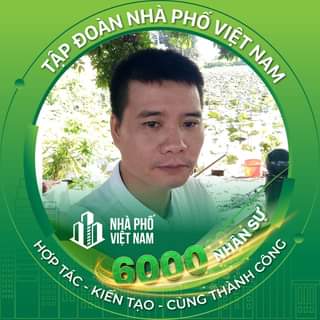 TẬP ĐOÀN NHÀ PHỐ VIỆT NAM
NHÀ PHỐ
VIỆT NAM
6000 NHÂN SỰ
HỢP TÁC - KIẾN TẠO - CÙNG THÀNH CÔNG